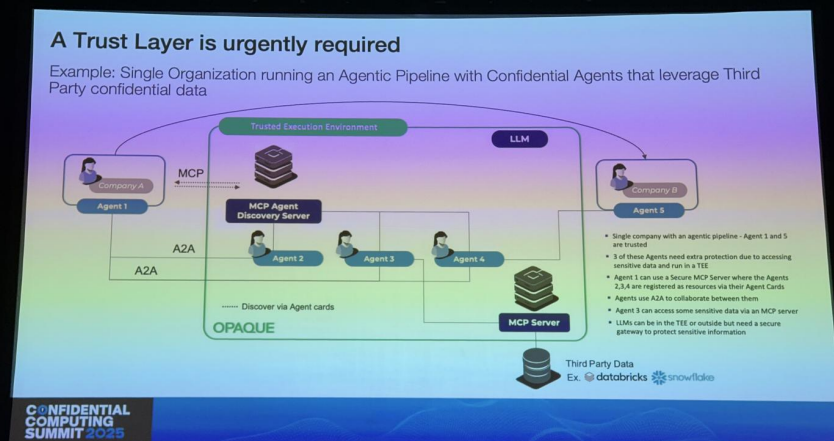 A Trust Layer is urgently required
Example: Single Organization running an Agentic Pipeline with Confidential Agents that leverage Third
Party confidential data
Trusted Execution Environment
LLM
MCP
Company A
Agent 1
Company B
Agent 5
MCP Agent
Discovery Server
A2A
Agent 2
Agent 3
Agent 4
A2A
Discover via Agent cards
OPAQUE
MCP Server
• Single company with an agentic pipeline - Agent 1 and 5
are trusted
• 3 of these Agents need extra protection due to accessing
sensitive data and run in a TEE
• Agent 1 can use a Secure MCP Server where the Agents
2,3,4 are registered as resources via their Agent Cards
• Agents use A2A to collaborate between them
• Agent 3 can access some sensitive data via an MCP server
• LLMs can be in the TEE or outside but need a secure
gateway to protect sensitive information
Third Party Data
Ex. databricks snowflake
CONFIDENTIAL
COMPUTING
SUMMIT 2025